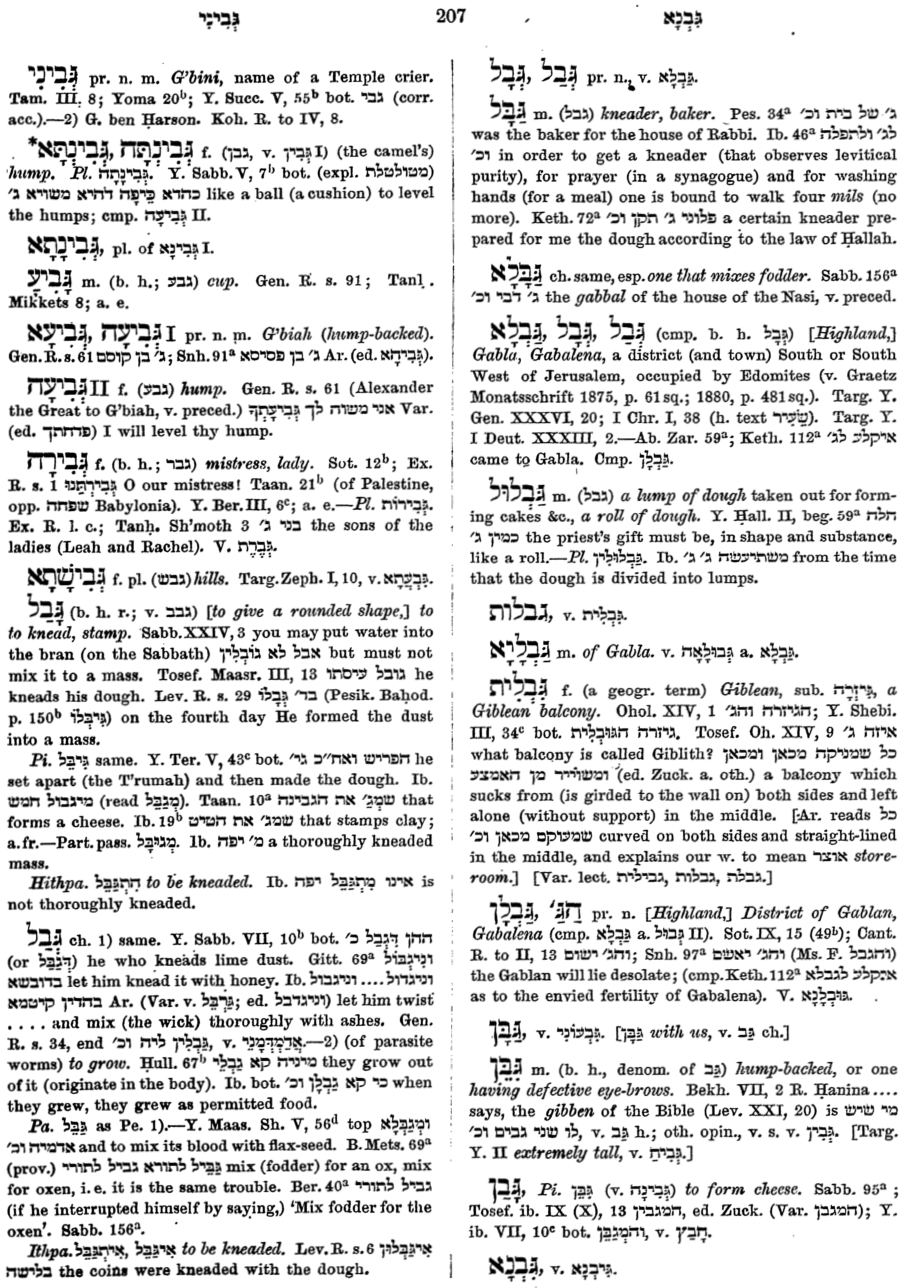 גְּבִינִי 207 גִּבְנָא
גְּבִינִי pr. n. m. G'bini, name of a Temple crier.
Tam. III, 8; Yoma 20ᵇ; Y. Succ. V, 55ᵇ bot. גבי (corr.
acc.).—2) G. ben Ḥarson. Koh. R. to IV, 8.
*גְּבִינְתָּה, גְּבִינְתָּא f. (גבן, v. גְּבִין I) (the camel's)
hump. Pl. גְּבִינָתָה. Y. Sabb. V, 7ᵇ bot. (expl. מטולטלת)
כהדא כֵּיפָה דהיא משויא ג' like a ball (a cushion) to level
the humps; cmp. גְּבִיעָה II.
גְּבִינָתָא, pl. of גְּבִינָא I.
גָּבִיעַ m. (b. h.; גבע) cup. Gen. R. s. 91; Tanḥ.
Mikkets 8; a. e.
גְּבִיעָה, גְּבִיעָא I pr. n. m. G'biah (hump-backed).
Gen. R. s. 61 ג' בן קוסם; Snh. 91ᵃ ג' בן פסיסא Ar. (ed. גְּבִיהָא).
גְּבִיעָה II f. (גבע) hump. Gen. R. s. 61 (Alexander
the Great to G'biah, v. preced.) אני משוה לך גְּבִיעָתְךָ Var.
(ed. פחתך) I will level thy hump.
גְּבִירָה f. (b. h.; גבר) mistress, lady. Sot. 12ᵇ; Ex.
R. s. 1 גְּבִירְתֵּנוּ O our mistress! Taan. 21ᵇ (of Palestine,
opp. שפחה Babylonia). Y. Ber. III, 6ᶜ; a. e.—Pl. גְּבִירוֹת.
Ex. R. l. c.; Tanḥ. Sh'moth 3 בני ג' the sons of the
ladies (Leah and Rachel). V. גְּבֶרֶת.
גְּבִישָׁתָא f. pl. (גבש) hills. Targ. Zeph. I, 10, v. גִּבְעֲתָא.
גָּבַל (b. h. r.; v. גבב) [to give a rounded shape,] to
to knead, stamp. Sabb. XXIV, 3 you may put water into
the bran (on the Sabbath) אבל לא גוֹבְלִין but must not
mix it to a mass. Tosef. Maasr. III, 13 גובל עיסתו he
kneads his dough. Lev. R. s. 29 בד' גְּבָלוֹ (Pesik. Baḥod.
p. 150ᵇ גִּיבְּלוֹ) on the fourth day He formed the dust
into a mass.
Pi. גִּיבֵּל same. Y. Ter. V, 43ᶜ bot. הפריש ואח"כ גי' he
set apart (the T'rumah) and then made the dough. Ib.
מיגבול חמש (read מְגַבֵּל). Taan. 10ᵃ שמְגַ' את הגבינה that
forms a cheese. Ib. 19ᵇ שמג' את הטיט that stamps clay;
a. fr.—Part. pass. מְגוּבָּל. Ib. מ' יפה a thoroughly kneaded
mass.
Hithpa. הִתְגַּבֵּל to be kneaded. Ib. אינו מִתְגַּבֵּל יפה is
not thoroughly kneaded.
גְּבַל ch. 1) same. Y. Sabb. VII, 10ᵇ bot. ההן דְּגָבֵל כ'
(or דְּגַבֵּל) he who kneads lime dust. Gitt. 69ᵃ וניגבּוֹל
בדובשא let him knead it with honey. Ib. וניגדול .... וניגבול
בהדין קיטמא Ar. (Var. v. גַּרְבֵּל; ed. וניגדבל) let him twist
.... and mix (the wick) thoroughly with ashes. Gen.
R. s. 34, end גָּבְלִין ליה וכ', v. אֲדַמְדְּמָנֵי.—2) (of parasite
worms) to grow. Ḥull. 67ᵇ מיניה קא גָבְלֵי they grow out
of it (originate in the body). Ib. bot. כי קא גָבְלָן וכ' when
they grew, they grew as permitted food.
Pa. גַּבֵּל as Pe. 1).—Y. Maas. Sh. V, 56ᵈ top וּמְגַבְּלָא
אדמיה וכ' and to mix its blood with flax-seed. B. Mets. 69ᵃ
(prov.) גַּבֵּיל לתורא גביל לתורי mix (fodder) for an ox, mix
for oxen, i. e. it is the same trouble. Ber. 40ᵃ גביל לתורי
(if he interrupted himself by saying,) 'Mix fodder for the
oxen'. Sabb. 156ᵃ.
Ithpa. אִיתְגַּבֵּל, אִיגַּבֵּל to be kneaded. Lev. R. s. 6 אִיגַּבְּלוּן
בלישה the coins were kneaded with the dough.
גְּבַל, גְּבָל pr. n., v. גַּבְלָא.
גַּבָּל m. (גבל) kneader, baker. Pes. 34ᵃ ג' של בית וכ'
was the baker for the house of Rabbi. Ib. 46ᵃ לג' ולתפלה
וכ' in order to get a kneader (that observes levitical
purity), for prayer (in a synagogue) and for washing
hands (for a meal) one is bound to walk four mils (no
more). Keth. 72ᵃ פלוני ג' תקן וכ' a certain kneader pre-
pared for me the dough according to the law of Ḥallah.
גַּבָּלָא ch. same, esp. one that mixes fodder. Sabb. 156ᵃ
ג' דבי וכ' the gabbal of the house of the Nasi, v. preced.
גְּבַל, גְּבָל, גַּבְלָא (cmp. b. h. גְּבָל) [Highland,]
Gabla, Gabalena, a district (and town) South or South
West of Jerusalem, occupied by Edomites (v. Graetz
Monatsschrift 1875, p. 61 sq.; 1880, p. 481 sq.). Targ. Y.
Gen. XXXVI, 20; I Chr. I, 38 (h. text שֵׂעִיר). Targ. Y.
I Deut. XXXIII, 2.—Ab. Zar. 59ᵃ; Keth. 112ᵃ איקלע לג'
came to Gabla. Cmp. גַּבְלָן.
גַּבְלוּל m. (גבל) a lump of dough taken out for form-
ing cakes &c., a roll of dough. Y. Hall. II, beg. 59ᵃ חלה
כמין ג' the priest's gift must be, in shape and substance,
like a roll.—Pl. גַּבְלוּלִין. Ib. משתיעשה ג' ג' from the time
that the dough is divided into lumps.
גבלות, v. גִּבְלִית.
גַּבְלָיָא m. of Gabla. v. גְּבוּלָאָה a. גַּבְלָא.
גִּבְלִית f. (a geogr. term) Giblean, sub. גִּיזְרָה, a
Giblean balcony. Ohol. XIV, 1 הגיזרה והג'; Y. Shebi.
III, 34ᶜ bot. גיזרה הגּוּבְלִית. Tosef. Oh. XIV, 9 איזה ג'
what balcony is called Giblith? כל שמניקה מכאן ומכאן
ומשוייר מן האמצע (ed. Zuck. a. oth.) a balcony which
sucks from (is girded to the wall on) both sides and left
alone (without support) in the middle. [Ar. reads כל
שמעוקם מכאן וכ' curved on both sides and straight-lined
in the middle, and explains our w. to mean אוצר store-
room.] [Var. lect. גבלת, גבלות, גבילית.]
גַּבְלָן, הַגַּ' pr. n. [Highland,] District of Gablan,
Gabalena (cmp. גַּבְלָא a. גְּבוּל II). Sot. IX, 15 (49ᵇ); Cant.
R. to II, 13 והג' ישום; Snh. 97ᵃ והג' יאשם (Ms. F. והגבל)
the Gablan will lie desolate; (cmp. Keth. 112ᵃ אקלע לגבלא
as to the envied fertility of Gabalena). V. גּוּבְלָנָא.
גַּבָּן, v. גִּבְעוֹנִי. [גַּבָּן with us, v. גַּב ch.]
גִּבֵּן m. (b. h., denom. of גַּב) hump-backed, or one
having defective eye-brows. Bekh. VII, 2 R. Ḥanina ....
says, the gibben of the Bible (Lev. XXI, 20) is מי שיש
לו שני גבים וכ', v. גַּב h.; oth. opin., v. s. v. גְּבִין. [Targ.
Y. II extremely tall, v. גְּבִיחַ.]
גָּבַן, Pi. גִּבֵּן (v. גְּבִינָה) to form cheese. Sabb. 95ᵃ;
Tosef. ib. IX (X), 13 המגבין, ed. Zuck. (Var. המגבן); Y.
ib. VII, 10ᶜ bot. והמְגַבֵּן, v. חָבַץ.
גִּבְנָא, v. גִּיבְנָא.